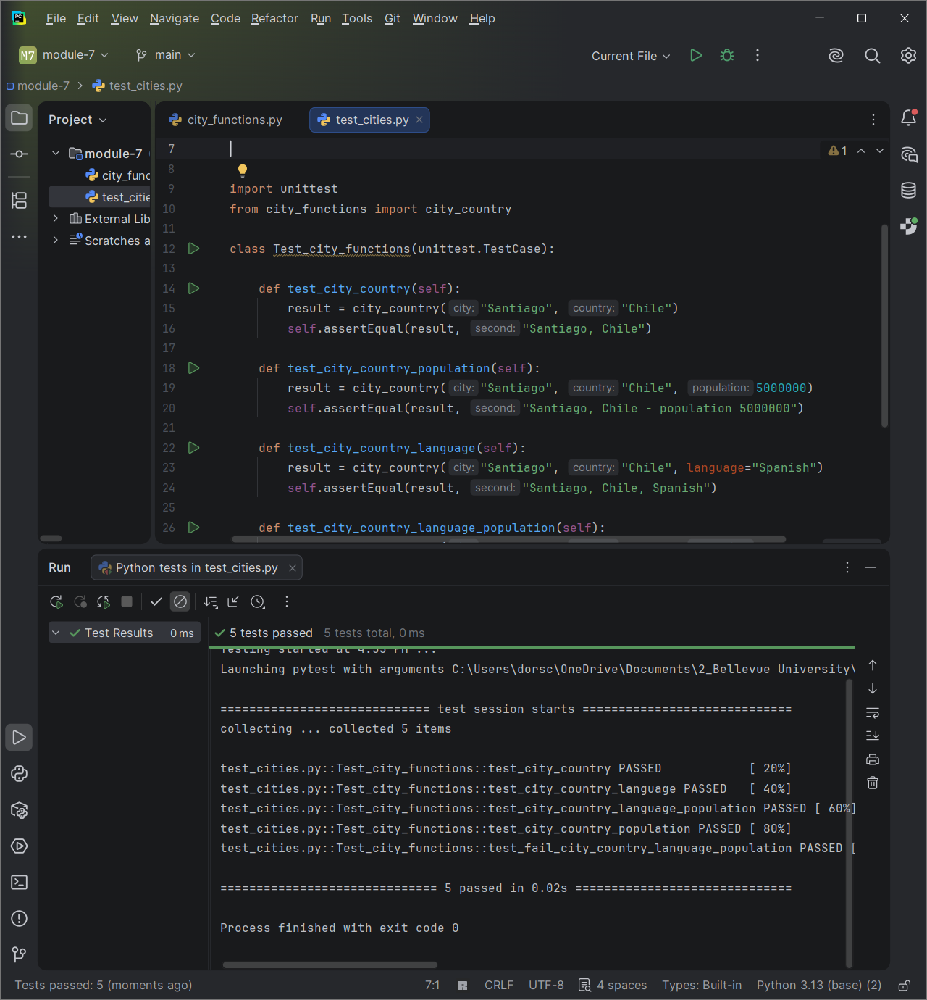 File Edit View Navigate Code Refactor Run Tools Git Window Help
M7 module-7 main Current File
module-7 test_cities.py
Project
module-7
city_func
test_citie
External Lib
Scratches a
city_functions.py test_cities.py
1
7
8
9 import unittest
10 from city_functions import city_country
11
12 class Test_city_functions(unittest.TestCase):
13
14 def test_city_country(self):
15 result = city_country( city: "Santiago", country: "Chile")
16 self.assertEqual(result, second: "Santiago, Chile")
17
18 def test_city_country_population(self):
19 result = city_country( city: "Santiago", country: "Chile", population: 5000000)
20 self.assertEqual(result, second: "Santiago, Chile - population 5000000")
21
22 def test_city_country_language(self):
23 result = city_country( city: "Santiago", country: "Chile", language="Spanish")
24 self.assertEqual(result, second: "Santiago, Chile, Spanish")
25
26 def test_city_country_language_population(self):
Run Python tests in test_cities.py
Test Results 0 ms
5 tests passed 5 tests total, 0 ms
Launching pytest with arguments C:\Users\dorsc\OneDrive\Documents\2_Bellevue University\
============================= test session starts =============================
collecting ... collected 5 items
test_cities.py::Test_city_functions::test_city_country PASSED [ 20%]
test_cities.py::Test_city_functions::test_city_country_language PASSED [ 40%]
test_cities.py::Test_city_functions::test_city_country_language_population PASSED [ 60%]
test_cities.py::Test_city_functions::test_city_country_population PASSED [ 80%]
test_cities.py::Test_city_functions::test_fail_city_country_language_population PASSED [
============================== 5 passed in 0.02s ==============================
Process finished with exit code 0
Tests passed: 5 (moments ago) 7:1 CRLF UTF-8 4 spaces Types: Built-in Python 3.13 (base) (2)